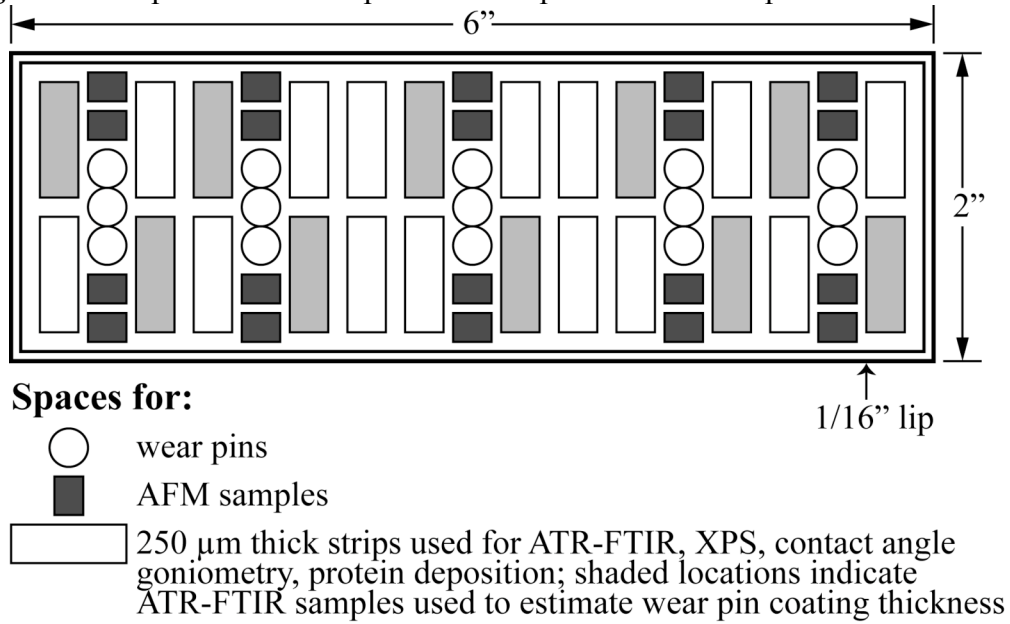 6”
2”
1/16” lip
Spaces for:
wear pins
AFM samples
250 μm thick strips used for ATR-FTIR, XPS, contact angle
goniometry, protein deposition; shaded locations indicate
ATR-FTIR samples used to estimate wear pin coating thickness